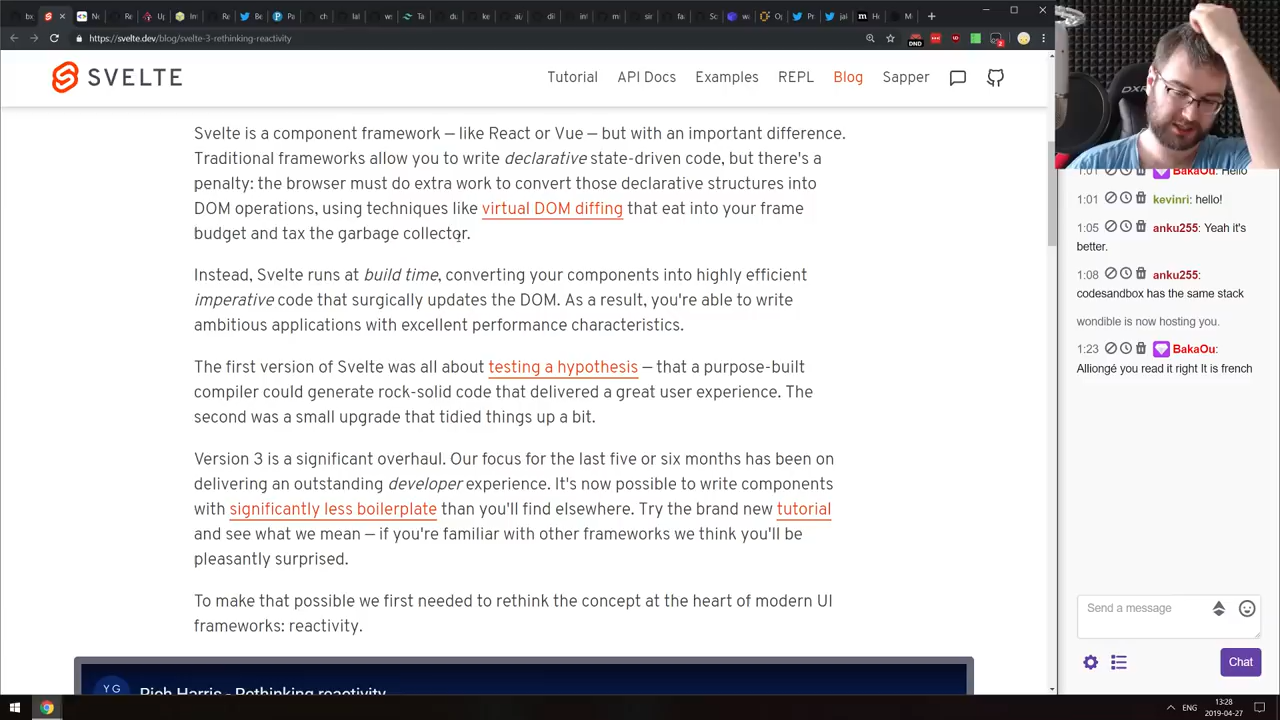 https://svelte.dev/blog/svelte-3-rethinking-reactivity
DND
SVELTE
Tutorial
API Docs
Examples
REPL
Blog
Sapper
Svelte is a component framework — like React or Vue — but with an important difference.
Traditional frameworks allow you to write declarative state-driven code, but there's a
penalty: the browser must do extra work to convert those declarative structures into
DOM operations, using techniques like virtual DOM diffing that eat into your frame
budget and tax the garbage collector.
Instead, Svelte runs at build time, converting your components into highly efficient
imperative code that surgically updates the DOM. As a result, you're able to write
ambitious applications with excellent performance characteristics.
The first version of Svelte was all about testing a hypothesis — that a purpose-built
compiler could generate rock-solid code that delivered a great user experience. The
second was a small upgrade that tidied things up a bit.
Version 3 is a significant overhaul. Our focus for the last five or six months has been on
delivering an outstanding developer experience. It's now possible to write components
with significantly less boilerplate than you'll find elsewhere. Try the brand new tutorial
and see what we mean — if you're familiar with other frameworks we think you'll be
pleasantly surprised.
To make that possible we first needed to rethink the concept at the heart of modern UI
frameworks: reactivity.
YG
Rich Harris - Rethinking reactivity
1:01 BakaOu: Hello
1:01 kevinri: hello!
1:05 anku255: Yeah it's
better.
1:08 anku255:
codesandbox has the same stack
wondible is now hosting you.
1:23 BakaOu:
Alliongé you read it right It is french
Send a message
Chat
ENG
13:28
2019-04-27